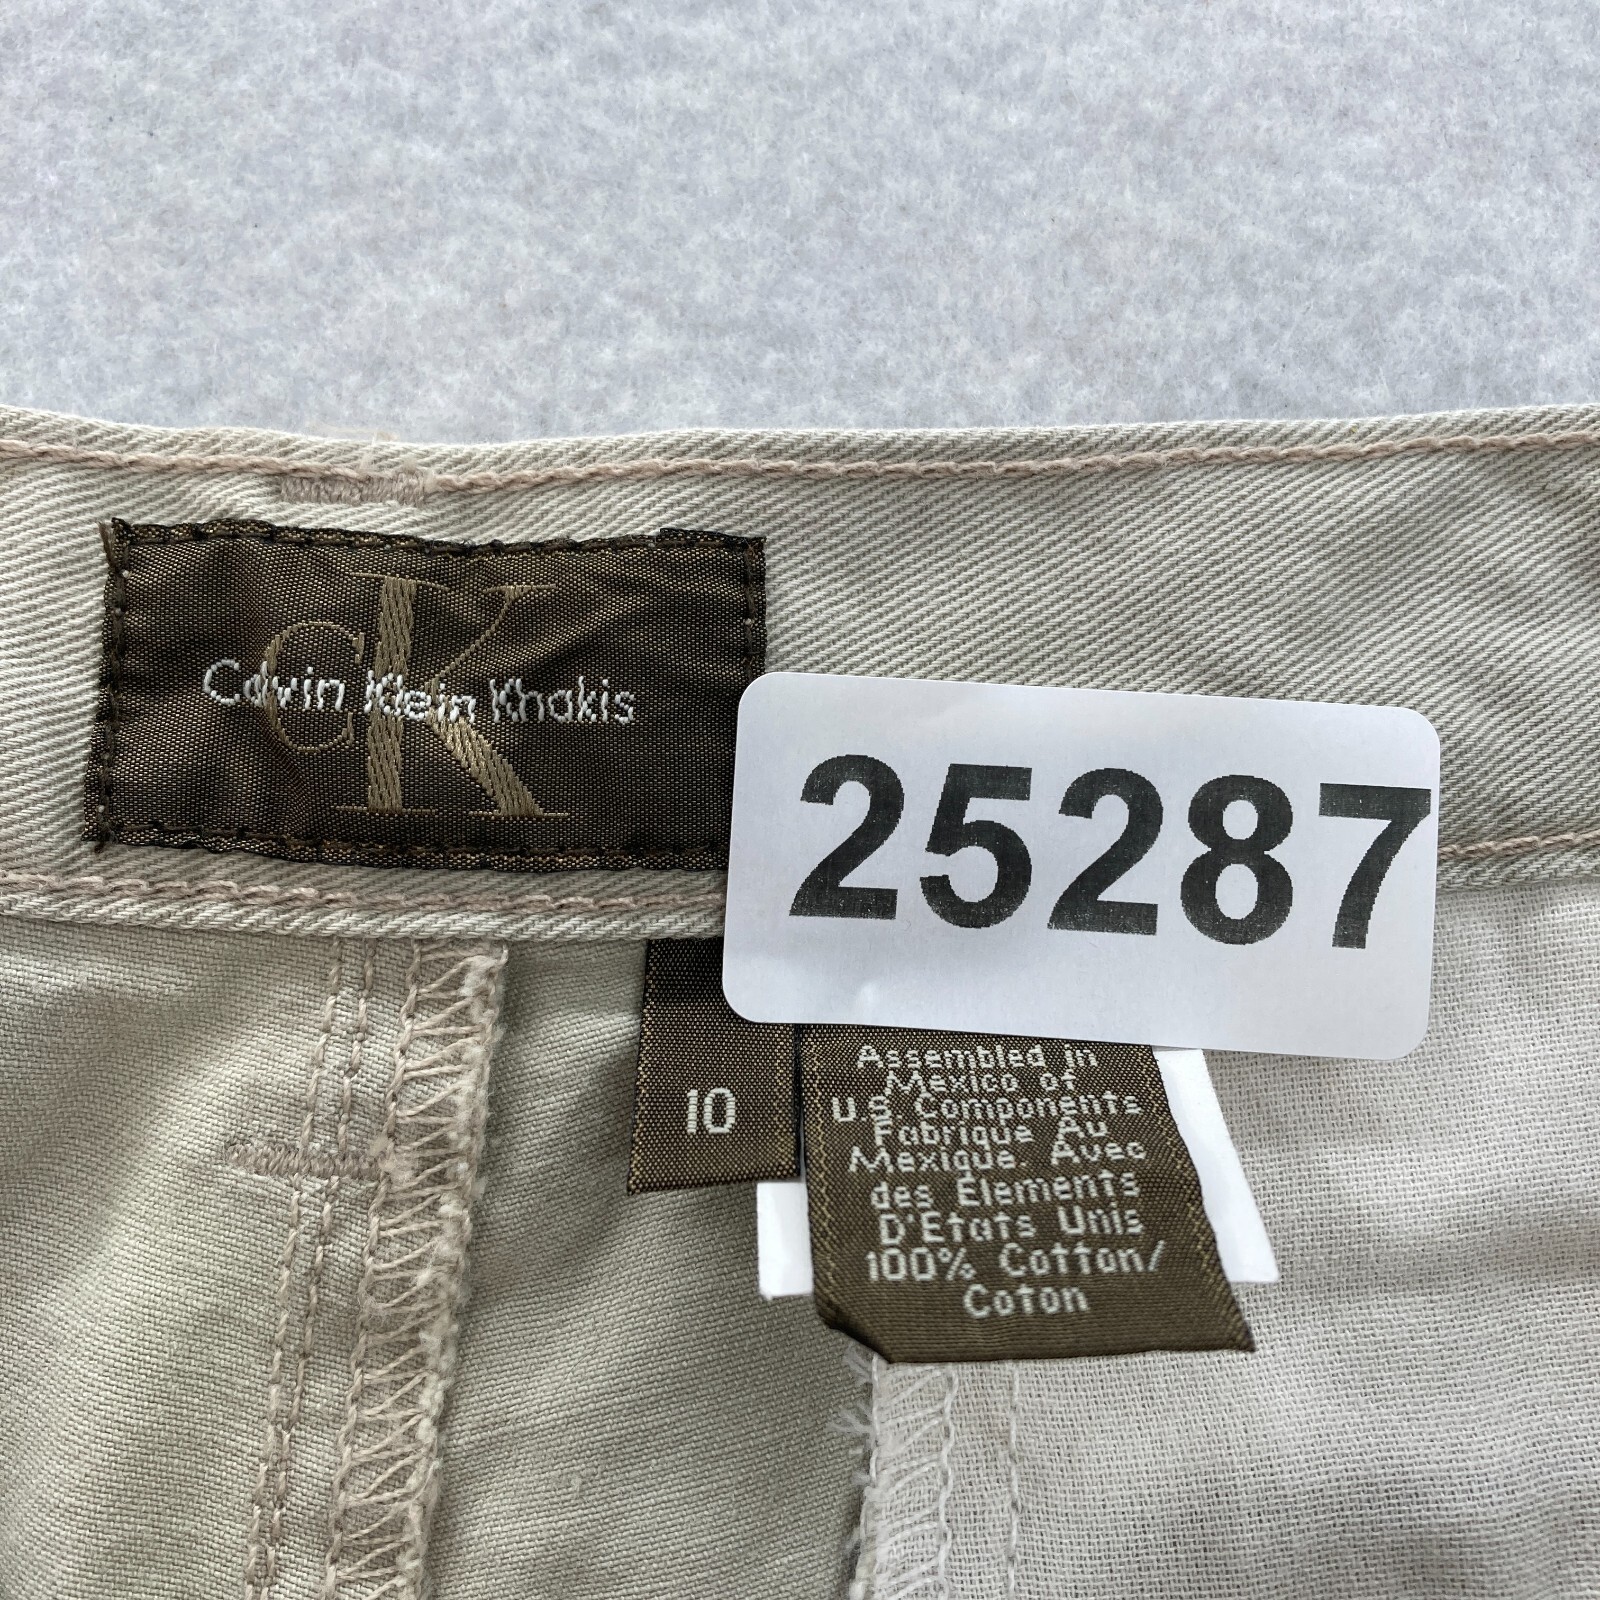 CK
Calvin Klein Khakis
25287
10
Assembled in
Mexico of
U.S. Components
Fabrique Au
Mexique. Avec
des Elements
D'Etats Unis
100% Cotton/
Coton